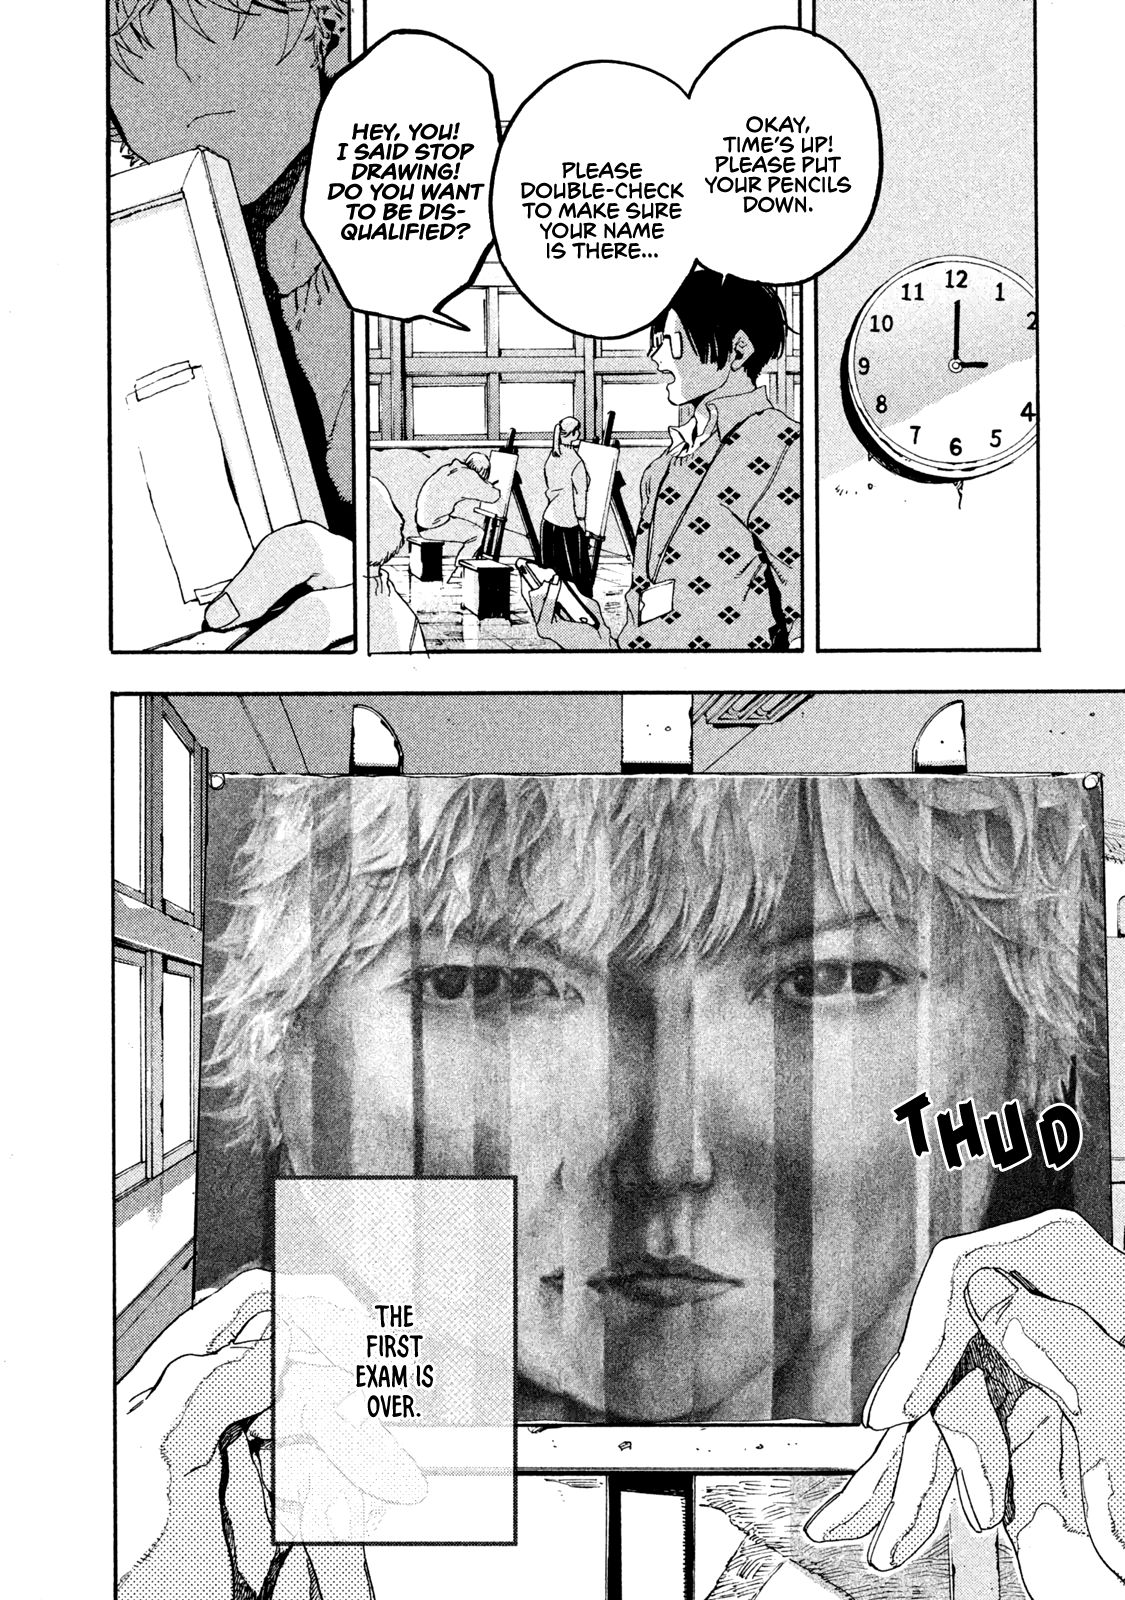 OKAY,
TIME'S UP!
PLEASE PUT
YOUR PENCILS
DOWN.
PLEASE
DOUBLE-CHECK
TO MAKE SURE
YOUR NAME
IS THERE...
HEY, YOU!
I SAID STOP
DRAWING!
DO YOU WANT
TO BE DIS-
QUALIFIED?
12
11
1
10
2
9
8
4
7
5
6
THUD
THE
FIRST
EXAM IS
OVER.